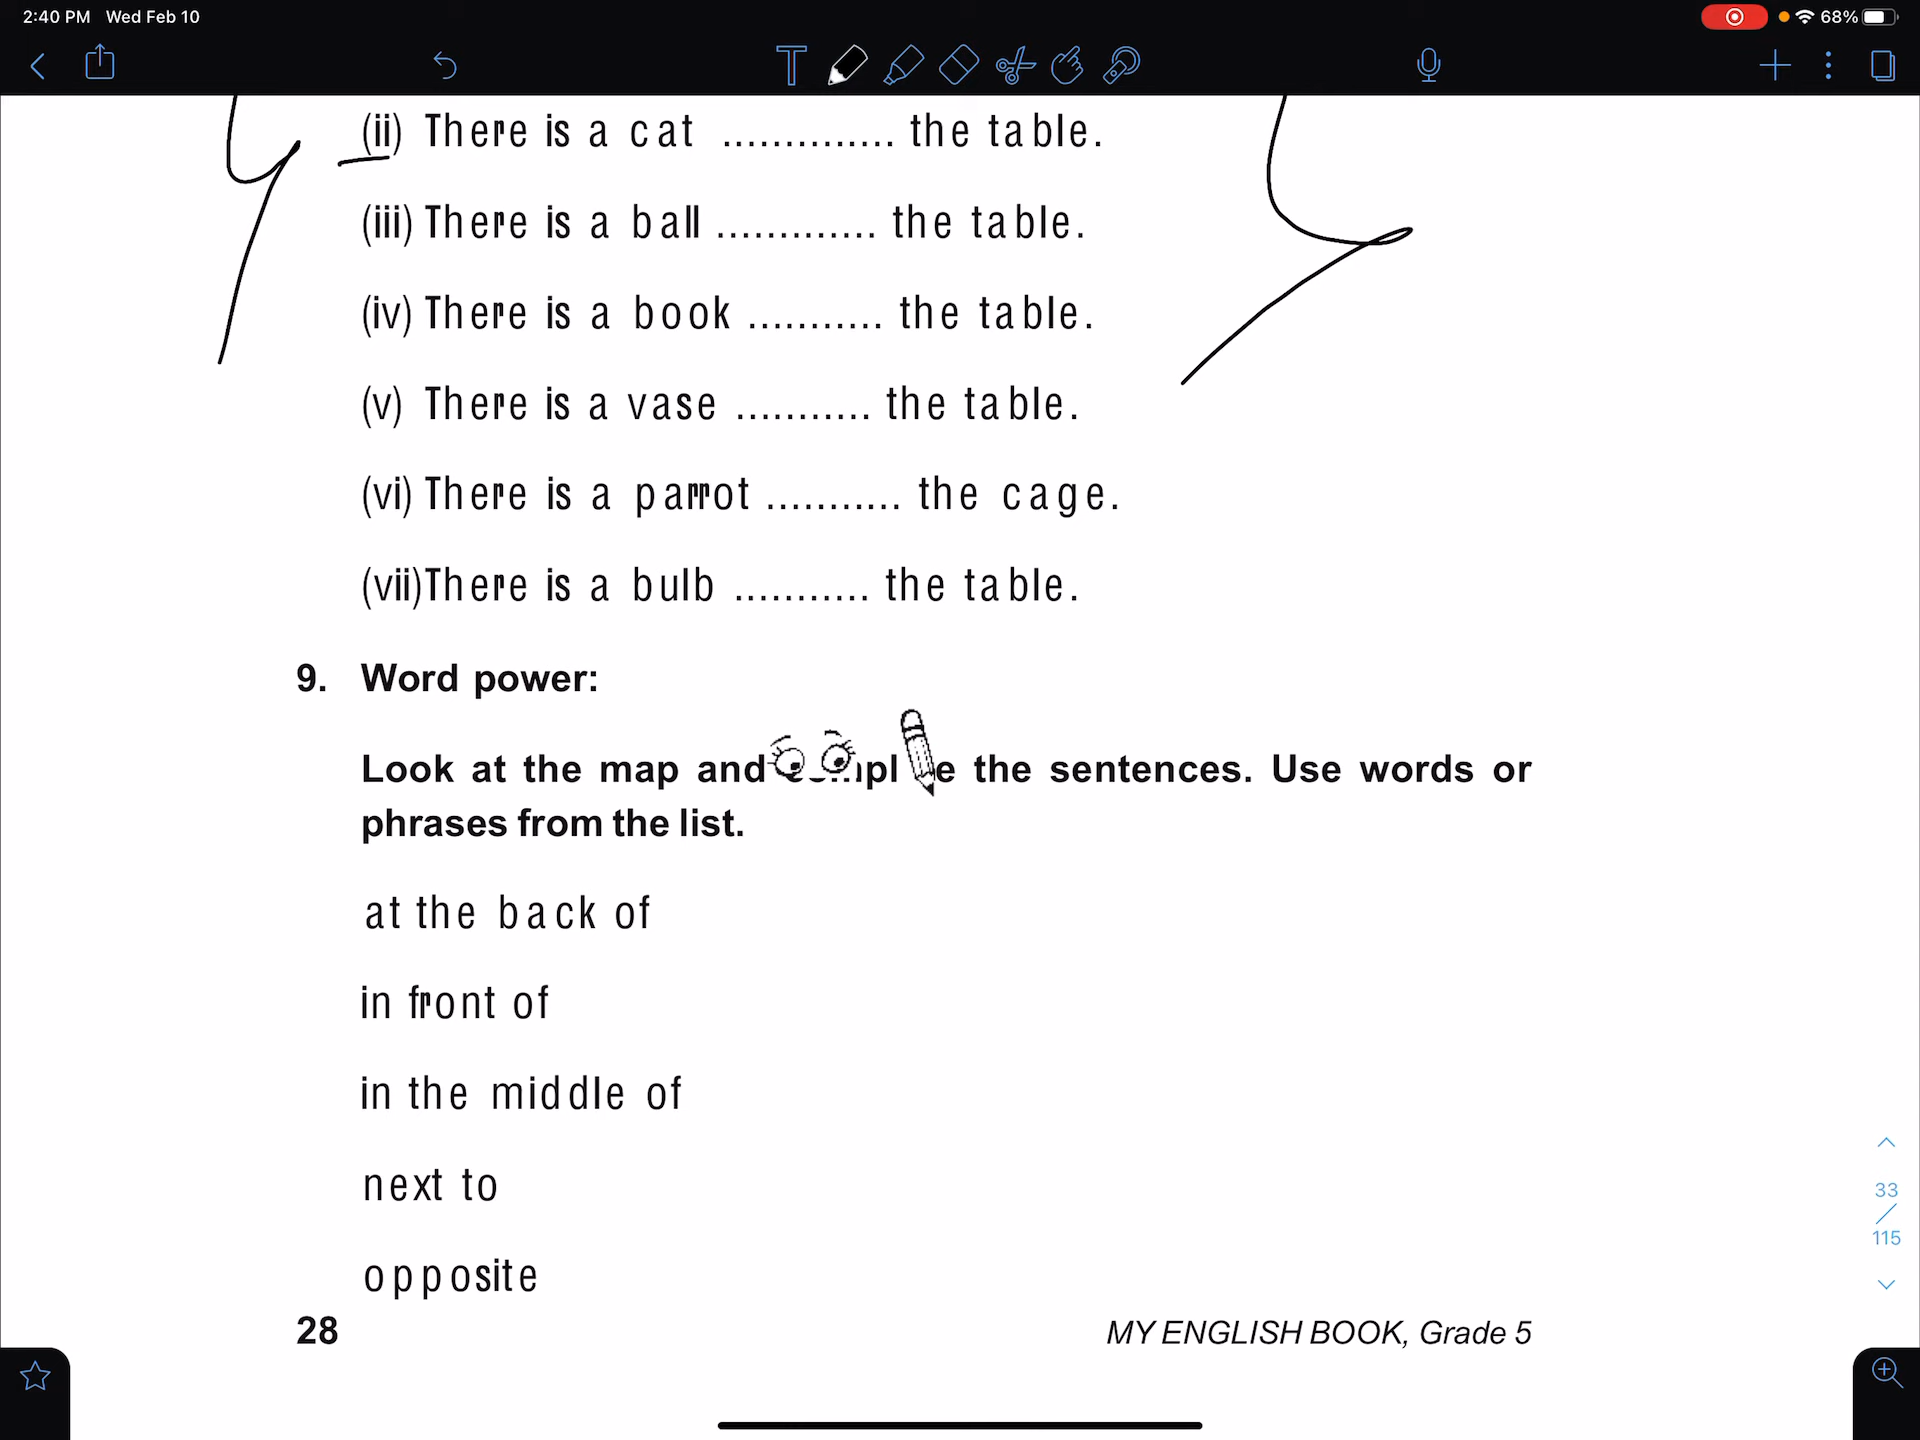 2:40 PM Wed Feb 10
68%
(ii) There is a cat .............. the table.
(iii) There is a ball ............. the table.
(iv) There is a book ........... the table.
(v) There is a vase ........... the table.
(vi) There is a parrot ........... the cage.
(vii)There is a bulb ........... the table.
9. Word power:
Look at the map and the sentences. Use words or
phrases from the list.
at the back of
in front of
in the middle of
next to
opposite
33
/
115
28 MY ENGLISH BOOK, Grade 5